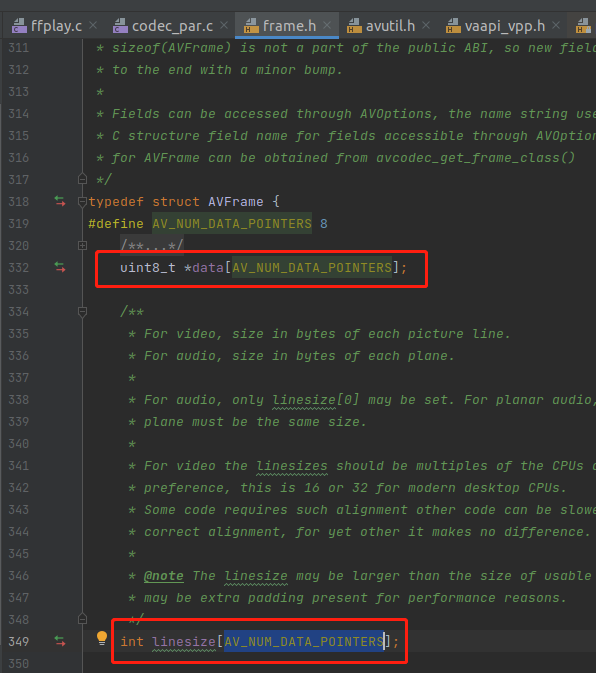 ffplay.c codec_par.c frame.h avutil.h vaapi_vpp.h
311 * sizeof(AVFrame) is not a part of the public ABI, so new
312 * to the end with a minor bump.
313 *
314 * Fields can be accessed through AVOptions, the name string
315 * C structure field name for fields accessible through
316 * for AVFrame can be obtained from avcodec_get_frame_class()
317 */
318 typedef struct AVFrame {
319 #define AV_NUM_DATA_POINTERS 8
320 /**...*/
332 uint8_t *data[AV_NUM_DATA_POINTERS];
333
334 /**
335 * For video, size in bytes of each picture line.
336 * For audio, size in bytes of each plane.
337 *
338 * For audio, only linesize[0] may be set. For planar audio,
339 * plane must be the same size.
340 *
341 * For video the linesizes should be multiples of the CPUs
342 * preference, this is 16 or 32 for modern desktop CPUs.
343 * Some code requires such alignment other code can be
344 * correct alignment, for yet other it makes no difference.
345 *
346 * @note The linesize may be larger than the size of usable
347 * may be extra padding present for performance reasons.
348 */
349 int linesize[AV_NUM_DATA_POINTERS];
350